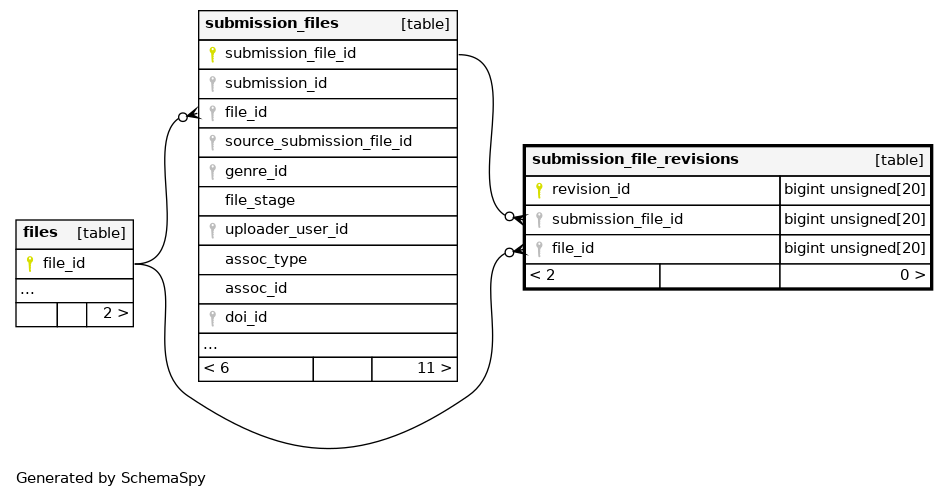 submission_files [table]
submission_file_id
submission_id
file_id
source_submission_file_id
genre_id
file_stage
uploader_user_id
assoc_type
assoc_id
doi_id
...
< 6 11 >
submission_file_revisions [table]
revision_id bigint unsigned[20]
submission_file_id bigint unsigned[20]
file_id bigint unsigned[20]
< 2 0 >
files [table]
file_id
...
2 >
Generated by SchemaSpy